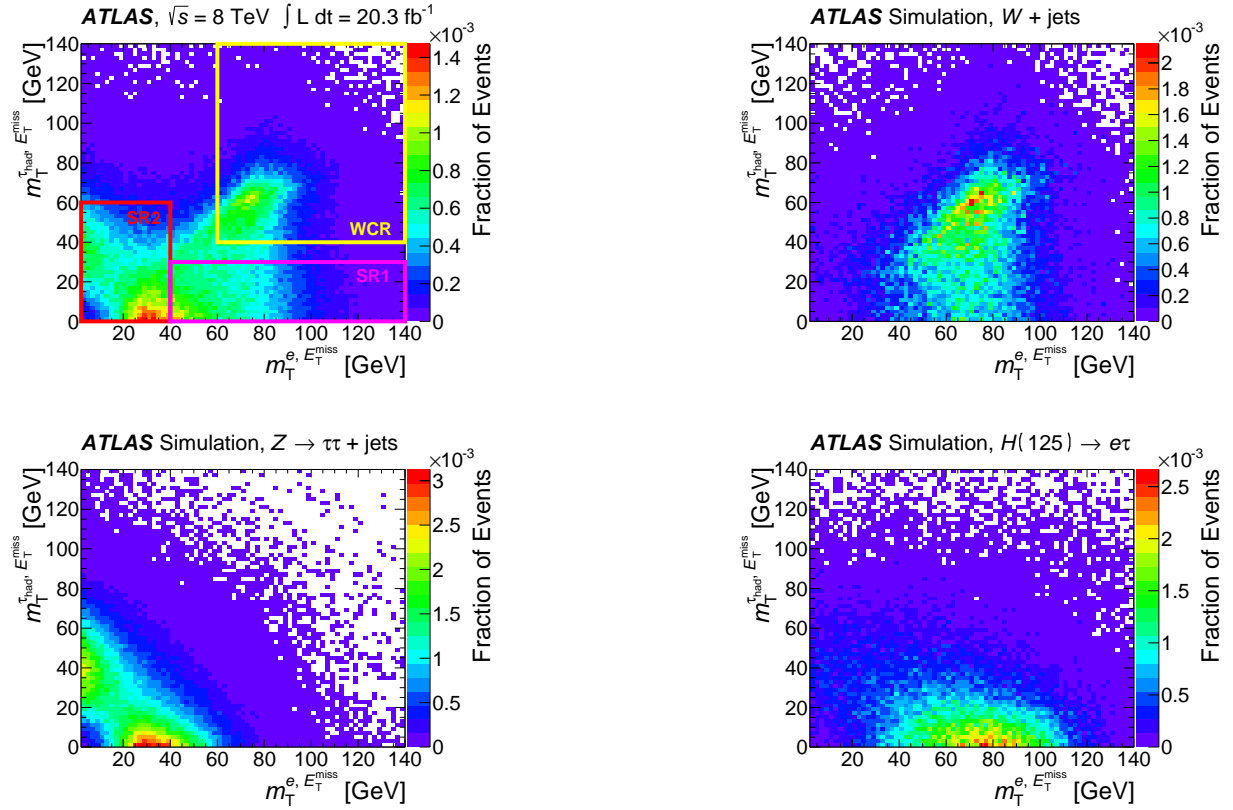 ATLAS, √s = 8 TeV ∫ L dt = 20.3 fb⁻¹
×10⁻³
140
120
100
80
60
40
20
0
m_T^{τ_had, E_T^miss} [GeV]
SR2
WCR
SR1
20 40 60 80 100 120 140
m_T^{e, E_T^miss} [GeV]
1.4
1.2
1
0.8
0.6
0.4
0.2
0
Fraction of Events
ATLAS Simulation, W + jets
×10⁻³
140
120
100
80
60
40
20
0
m_T^{τ_had, E_T^miss} [GeV]
20 40 60 80 100 120 140
m_T^{e, E_T^miss} [GeV]
2
1.8
1.6
1.4
1.2
1
0.8
0.6
0.4
0.2
0
Fraction of Events
ATLAS Simulation, Z → ττ + jets
×10⁻³
140
120
100
80
60
40
20
0
m_T^{τ_had, E_T^miss} [GeV]
20 40 60 80 100 120 140
m_T^{e, E_T^miss} [GeV]
3
2.5
2
1.5
1
0.5
0
Fraction of Events
ATLAS Simulation, H(125) → eτ
×10⁻³
140
120
100
80
60
40
20
0
m_T^{τ_had, E_T^miss} [GeV]
20 40 60 80 100 120 140
m_T^{e, E_T^miss} [GeV]
2.5
2
1.5
1
0.5
0
Fraction of Events